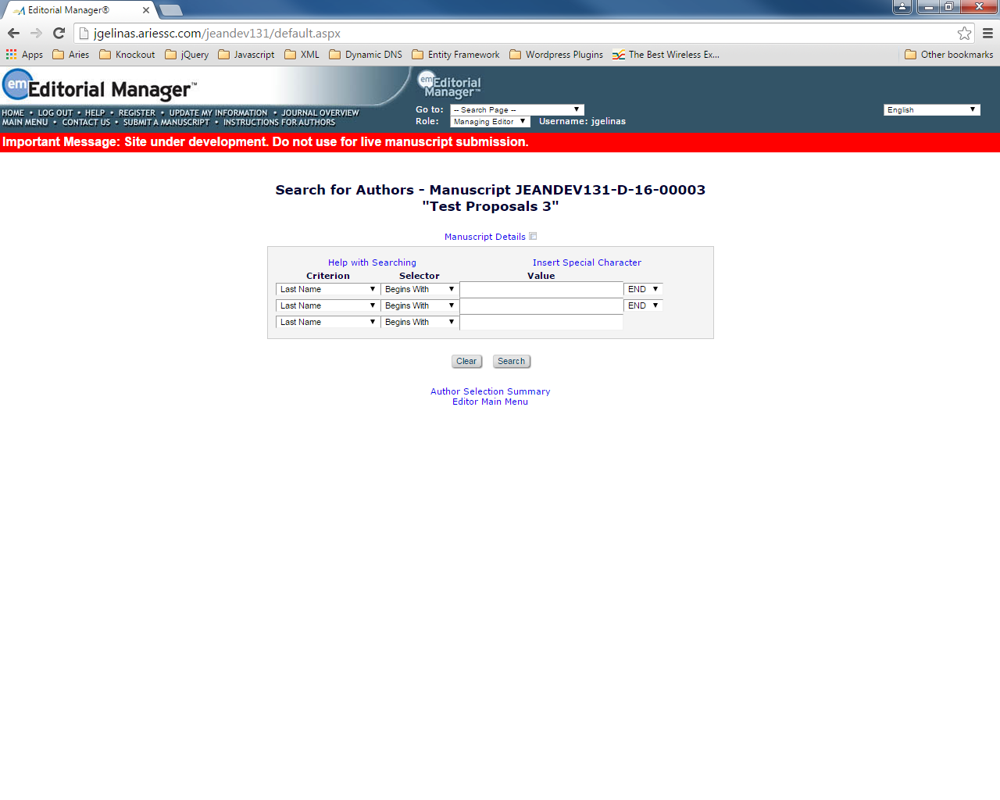 Editorial Manager®
jgelinas.ariessc.com/jeandev131/default.aspx
Apps Aries Knockout jQuery Javascript XML Dynamic DNS Entity Framework Wordpress Plugins The Best Wireless Ex... Other bookmarks
em Editorial Manager™
em Editorial Manager™
HOME • LOG OUT • HELP • REGISTER • UPDATE MY INFORMATION • JOURNAL OVERVIEW
MAIN MENU • CONTACT US • SUBMIT A MANUSCRIPT • INSTRUCTIONS FOR AUTHORS
Go to: -- Search Page -- English
Role: Managing Editor Username: jgelinas
Important Message: Site under development. Do not use for live manuscript submission.
Search for Authors - Manuscript JEANDEV131-D-16-00003
"Test Proposals 3"
Manuscript Details
Help with Searching Insert Special Character
Criterion Selector Value
Last Name Begins With END
Last Name Begins With END
Last Name Begins With
Clear Search
Author Selection Summary
Editor Main Menu